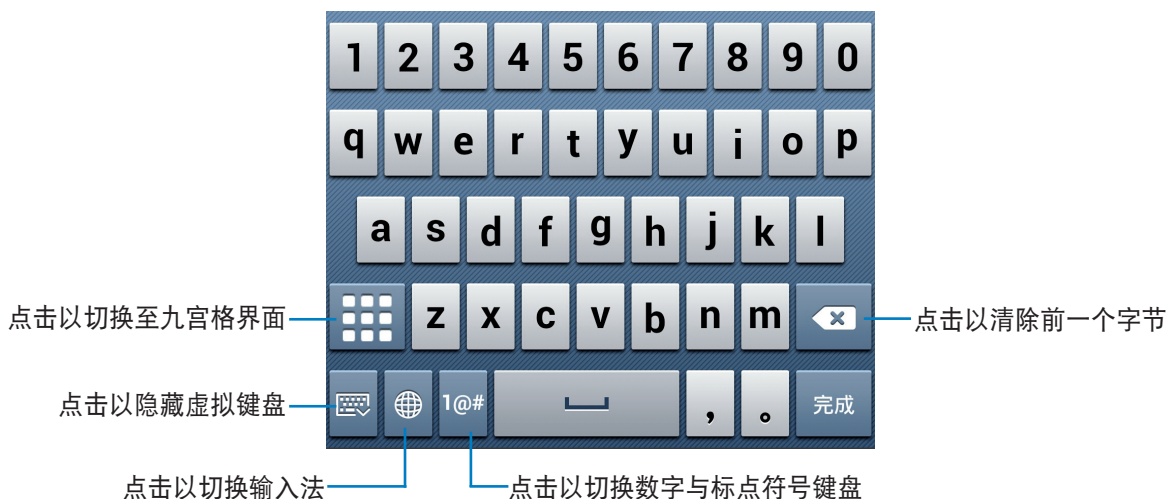 1 2 3 4 5 6 7 8 9 0
q w e r t y u i o p
a s d f g h j k l
点击以切换至九宫格界面 z x c v b n m 点击以清除前一个字节
点击以隐藏虚拟键盘 1@# , 。 完成
点击以切换输入法 点击以切换数字与标点符号键盘